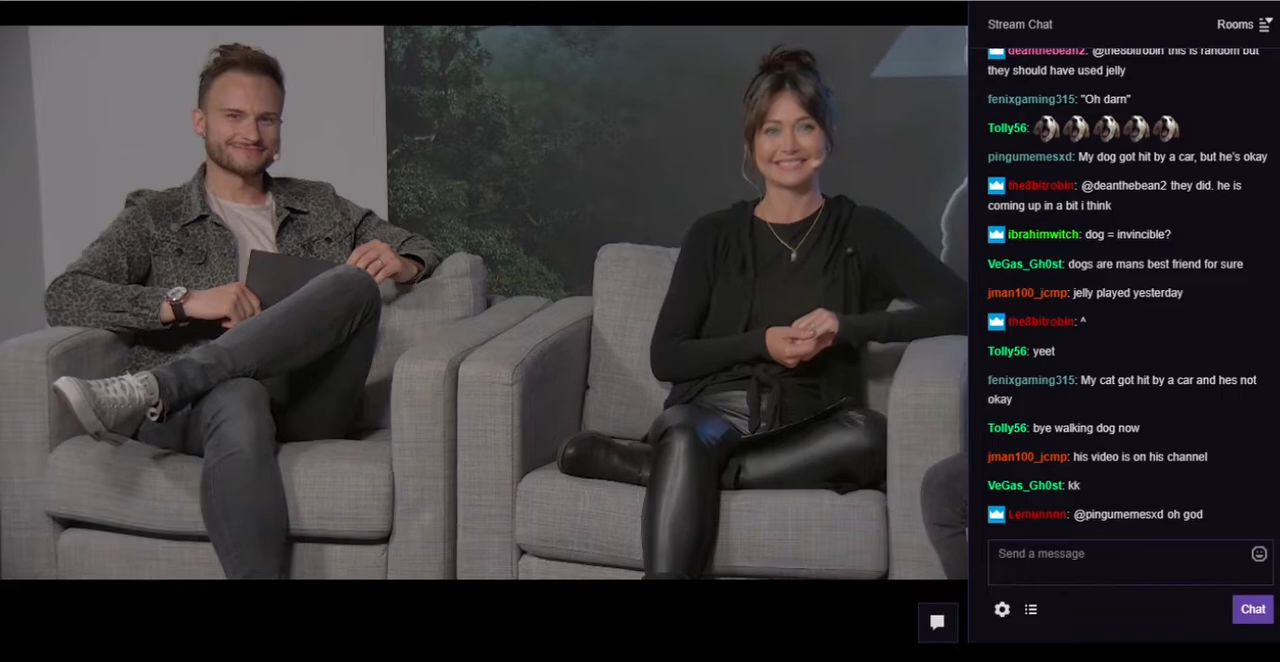 Stream Chat
Rooms
deanthebean2: @the8bitrobin this is random but
they should have used jelly
fenixgaming315: "Oh darn"
Tolly56:
pingumemesxd: My dog got hit by a car, but he's okay
the8bitrobin: @deanthebean2 they did. he is
coming up in a bit i think
ibrahimwitch: dog = invincible?
VeGas_Gh0st: dogs are mans best friend for sure
jman100_jcmp: jelly played yesterday
the8bitrobin: ^
Tolly56: yeet
fenixgaming315: My cat got hit by a car and hes not
okay
Tolly56: bye walking dog now
jman100_jcmp: his video is on his channel
VeGas_Gh0st: kk
Lemunnnn: @pingumemesxd oh god
Send a message
Chat